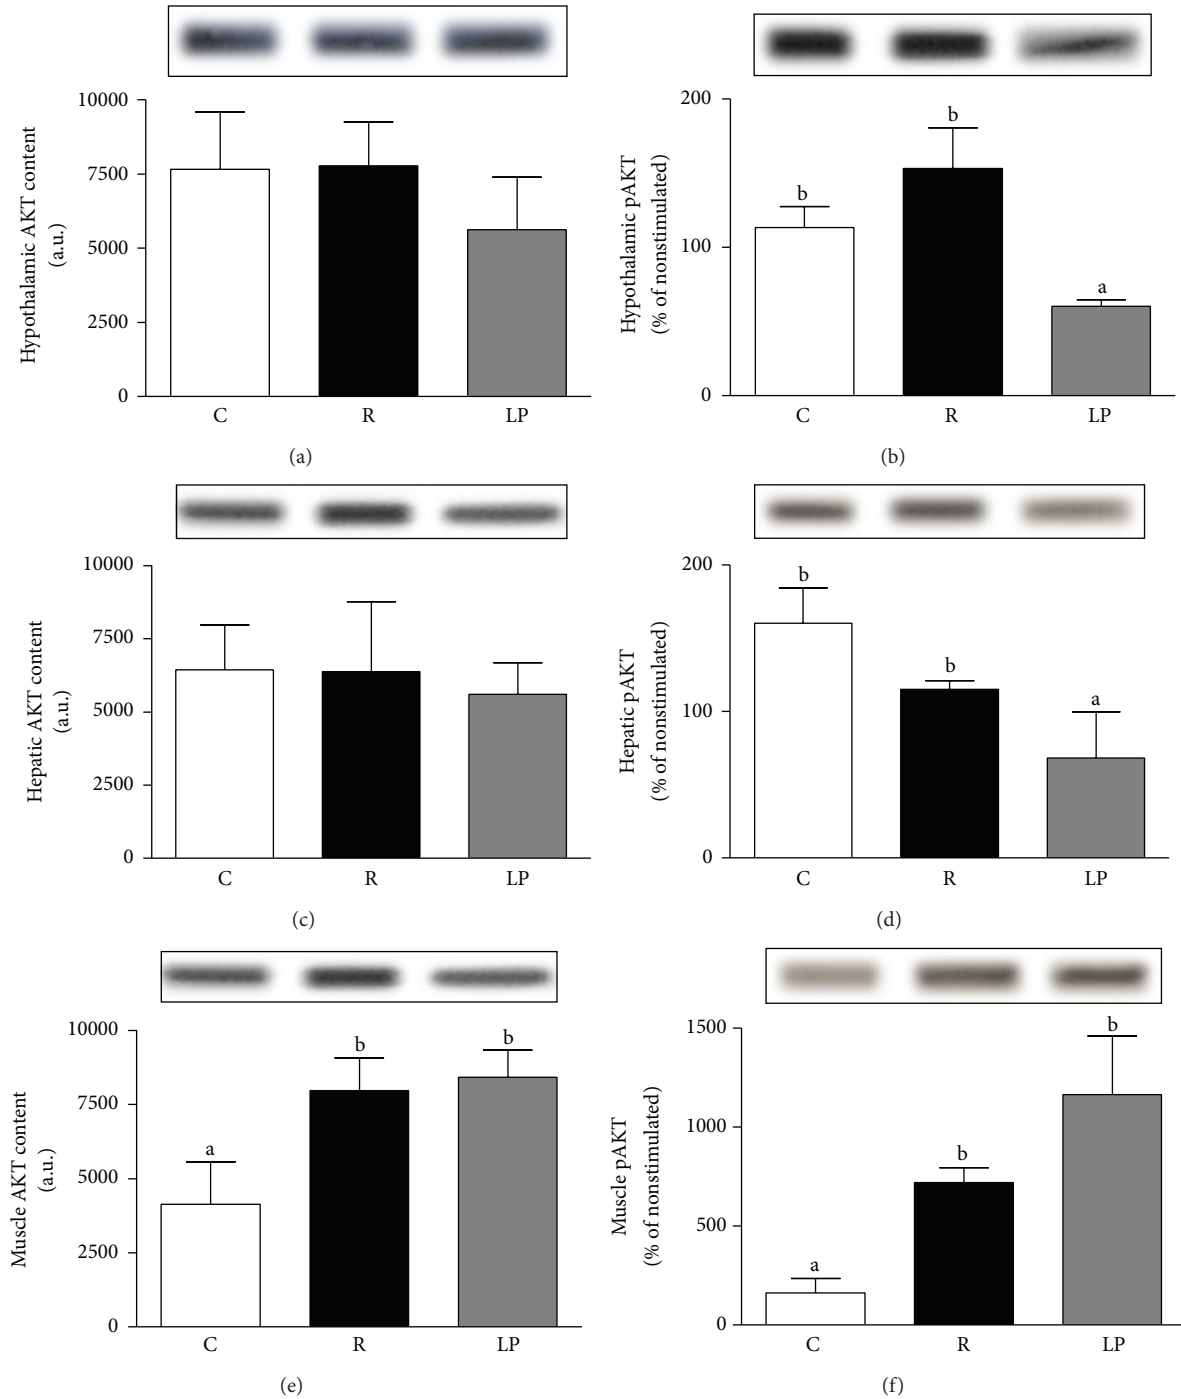 Hypothalamic AKT content
(a.u.)
10000
7500
5000
2500
0
C R LP
(a)
Hypothalamic pAKT
(% of nonstimulated)
200
100
0
b
b
a
C R LP
(b)
Hepatic AKT content
(a.u.)
10000
7500
5000
2500
0
C R LP
(c)
Hepatic pAKT
(% of nonstimulated)
200
100
0
b
b
a
C R LP
(d)
Muscle AKT content
(a.u.)
10000
7500
5000
2500
0
a
b
b
C R LP
(e)
Muscle pAKT
(% of nonstimulated)
1500
1000
500
0
a
b
b
C R LP
(f)